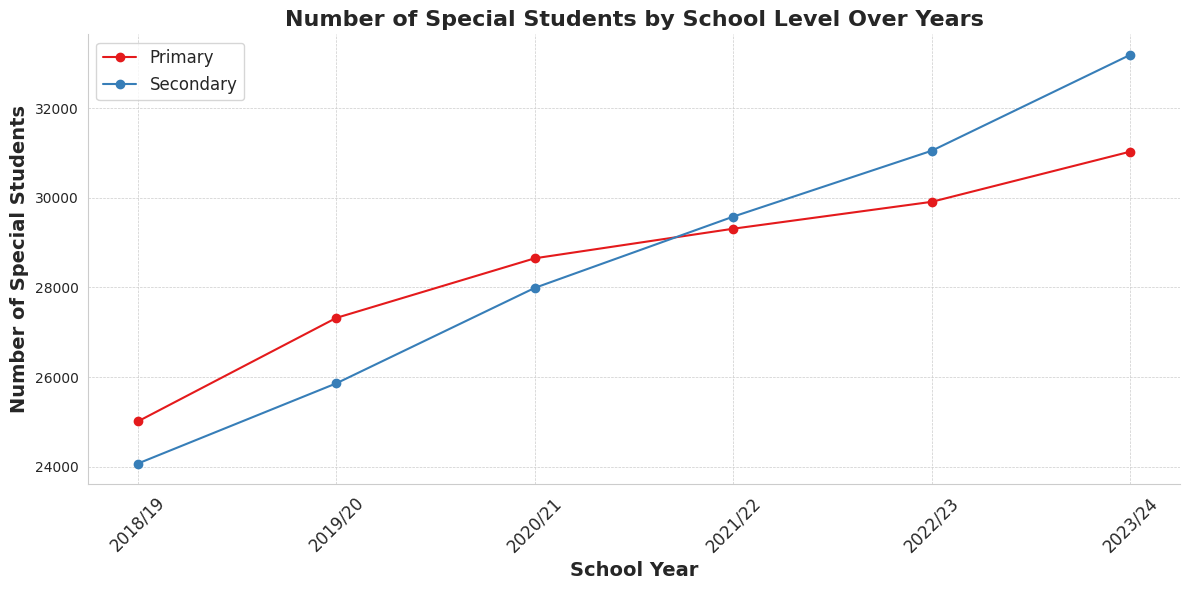 Number of Special Students by School Level Over Years
Primary
Secondary
Number of Special Students
32000
30000
28000
26000
24000
2018/19
2019/20
2020/21
2021/22
2022/23
2023/24
School Year